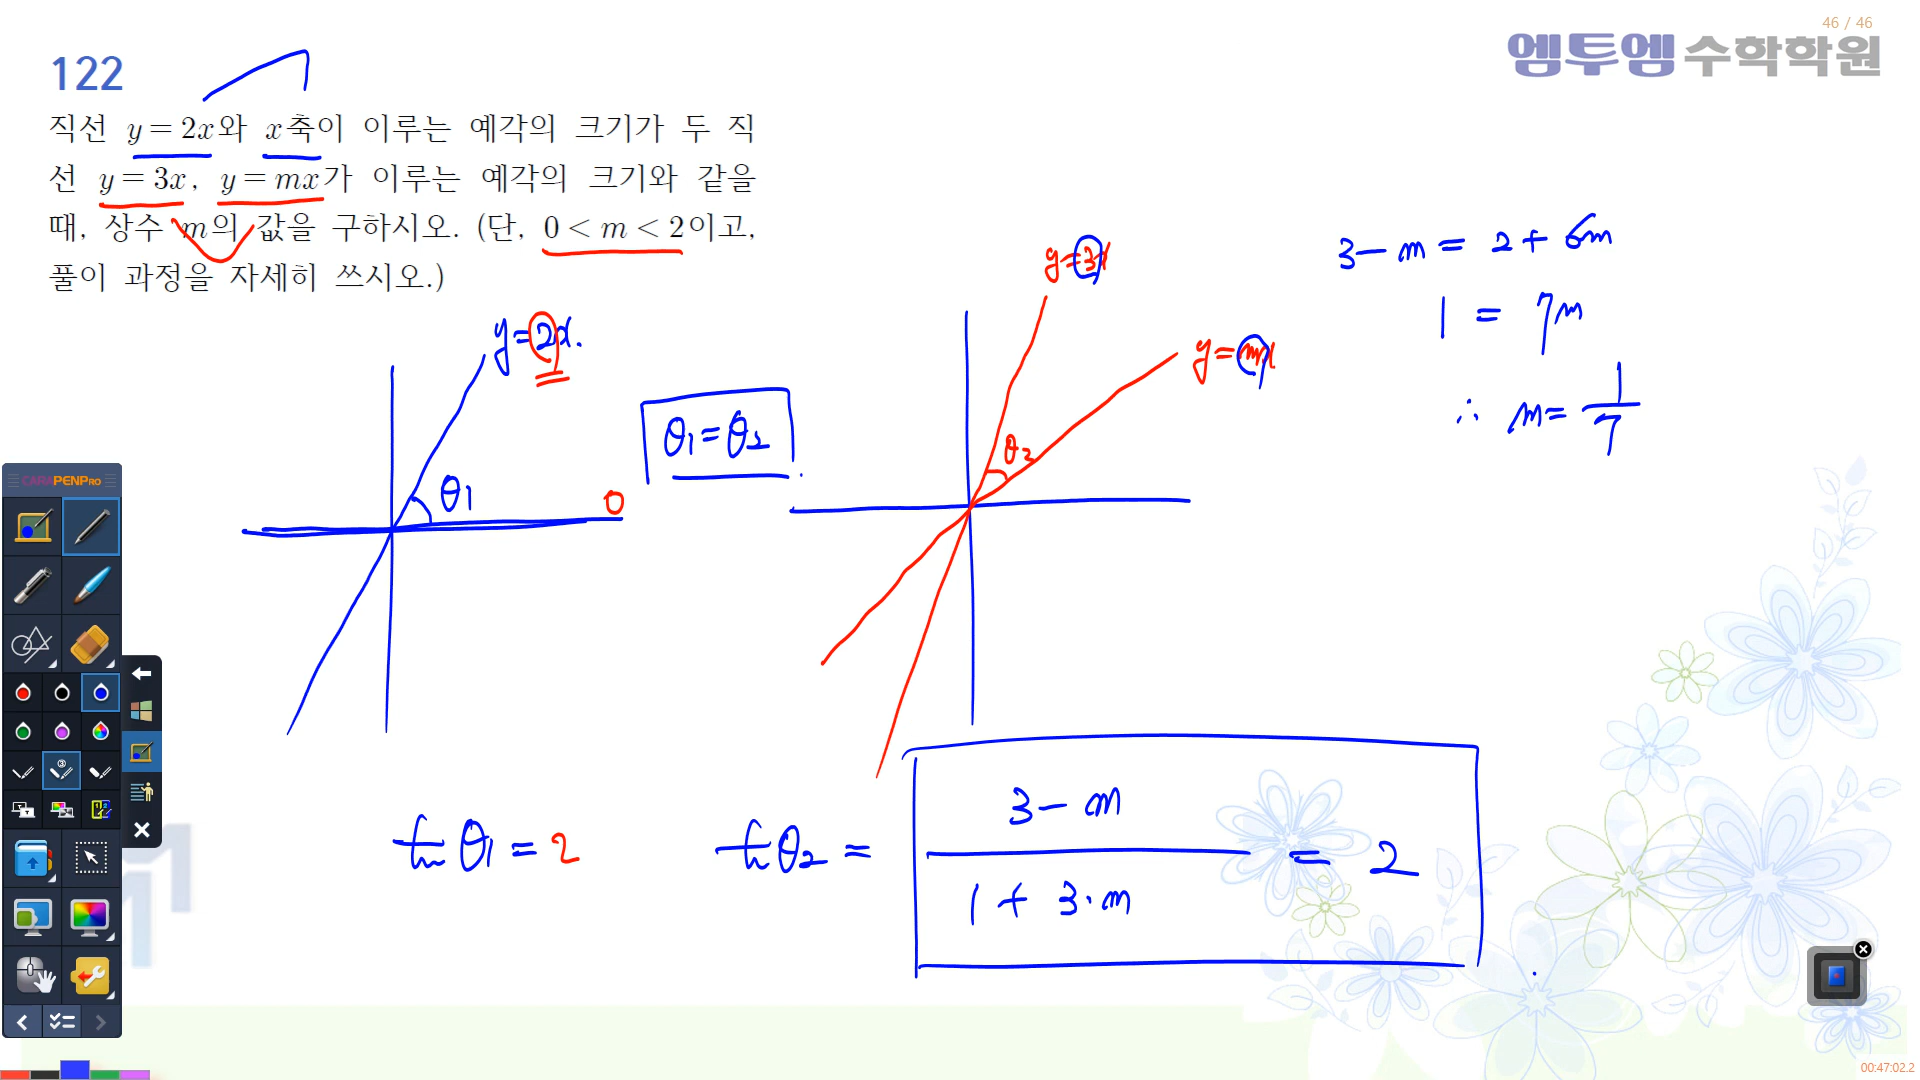 46 / 46
엠투엠 수학학원
122
직선 y = 2x와 x축이 이루는 예각의 크기가 두 직
선 y = 3x, y = mx가 이루는 예각의 크기와 같을
때, 상수 m의 값을 구하시오. (단, 0 < m < 2이고,
풀이 과정을 자세히 쓰시오.)
y=2x.
θ1
0
θ1=θ2
y=3x
y=mx
θ2
3-m = 2+6m
1 = 7m
∴ m= 1/7
tan θ1 = 2
tan θ2 = (3-m)/(1+3·m) = 2
CARAPENPRO
00:47:02.2